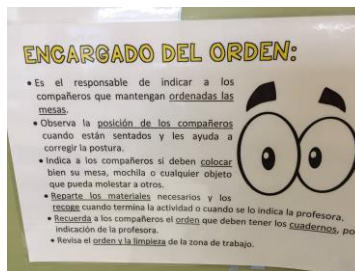 ENCARGADO DEL ORDEN:
• Es el responsable de indicar a los
compañeros que mantengan ordenadas las
mesas.
• Observa la posición de los compañeros
cuando están sentados y les ayuda a
corregir la postura.
• Indica a los compañeros si deben colocar
bien su mesa, mochila o cualquier objeto
que pueda molestar a otros.
• Reparte los materiales necesarios y los
recoge cuando termina la actividad o cuando se lo indica la profesora.
• Recuerda a los compañeros el orden que deben tener los cuadernos, po
indicación de la profesora.
• Revisa el orden y la limpieza de la zona de trabajo.